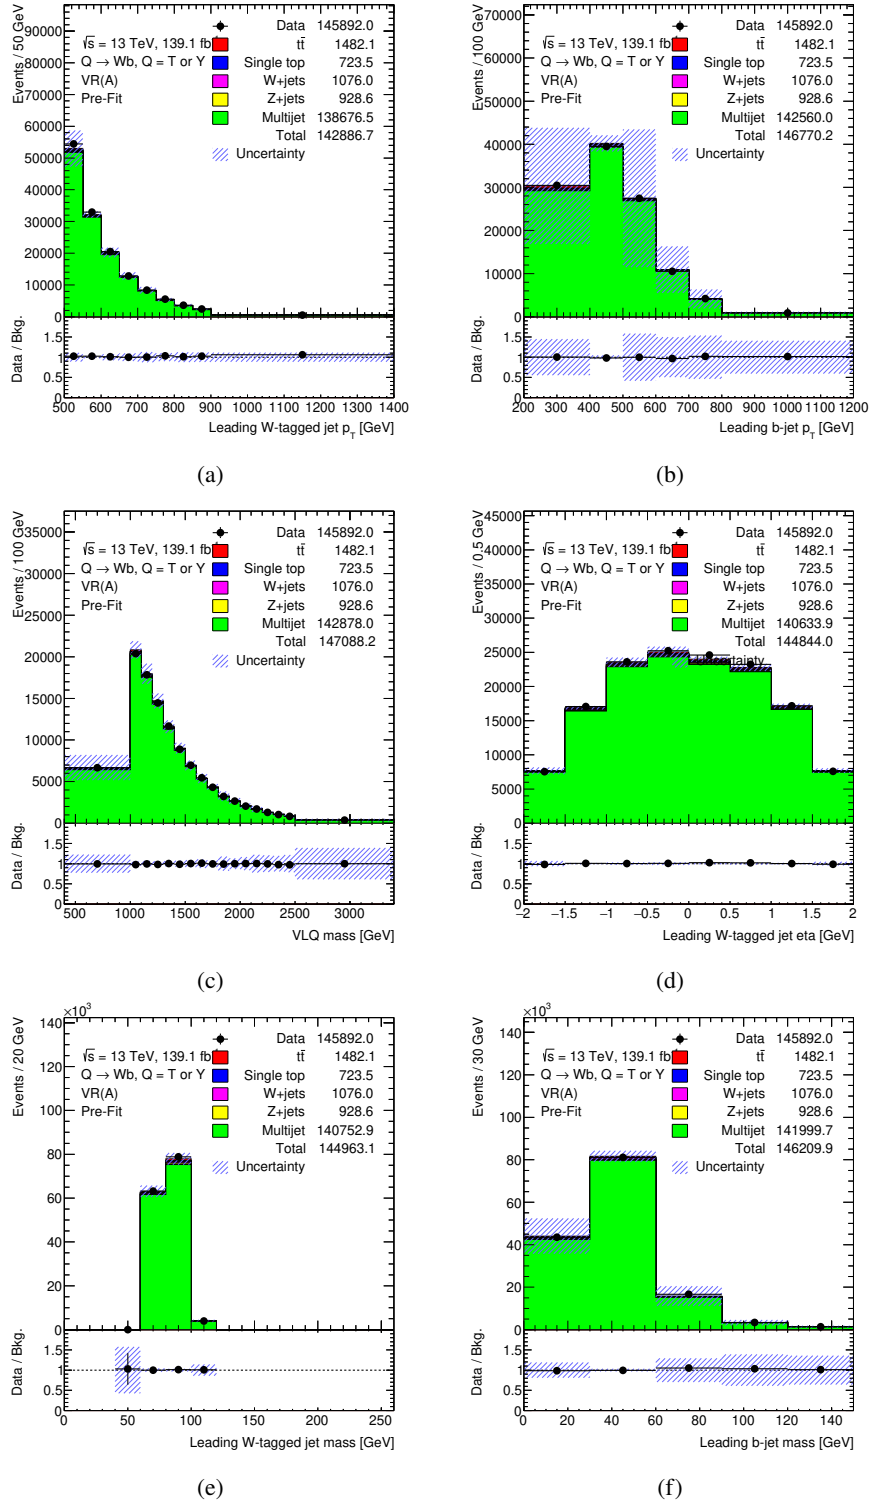 Events / 50 GeV
90000
80000
70000
60000
50000
40000
30000
20000
10000
0
√s = 13 TeV, 139.1 fb
Q → Wb, Q = T or Y
VR(A)
Pre-Fit
Data 145892.0
tt̄ 1482.1
Single top 723.5
W+jets 1076.0
Z+jets 928.6
Multijet 138676.5
Total 142886.7
Uncertainty
Data / Bkg.
1.5
1
0.5
0
500 600 700 800 900 1000 1100 1200 1300 1400
Leading W-tagged jet p_T [GeV]
(a)
Events / 100 GeV
70000
60000
50000
40000
30000
20000
10000
0
√s = 13 TeV, 139.1 fb
Q → Wb, Q = T or Y
VR(A)
Pre-Fit
Data 145892.0
tt̄ 1482.1
Single top 723.5
W+jets 1076.0
Z+jets 928.6
Multijet 142560.0
Total 146770.2
Uncertainty
Data / Bkg.
1.5
1
0.5
0
200 300 400 500 600 700 800 900 1000 1100 1200
Leading b-jet p_T [GeV]
(b)
Events / 100 GeV
35000
30000
25000
20000
15000
10000
5000
0
√s = 13 TeV, 139.1 fb
Q → Wb, Q = T or Y
VR(A)
Pre-Fit
Data 145892.0
tt̄ 1482.1
Single top 723.5
W+jets 1076.0
Z+jets 928.6
Multijet 142878.0
Total 147088.2
Uncertainty
Data / Bkg.
1.5
1
0.5
0
500 1000 1500 2000 2500 3000
VLQ mass [GeV]
(c)
Events / 0.5 GeV
45000
40000
35000
30000
25000
20000
15000
10000
5000
0
√s = 13 TeV, 139.1 fb
Q → Wb, Q = T or Y
VR(A)
Pre-Fit
Data 145892.0
tt̄ 1482.1
Single top 723.5
W+jets 1076.0
Z+jets 928.6
Multijet 140633.9
Total 144844.0
Uncertainty
Data / Bkg.
1.5
1
0.5
0
−2 −1.5 −1 −0.5 0 0.5 1 1.5 2
Leading W-tagged jet eta [GeV]
(d)
×10³
Events / 20 GeV
140
120
100
80
60
40
20
0
√s = 13 TeV, 139.1 fb
Q → Wb, Q = T or Y
VR(A)
Pre-Fit
Data 145892.0
tt̄ 1482.1
Single top 723.5
W+jets 1076.0
Z+jets 928.6
Multijet 140752.9
Total 144963.1
Uncertainty
Data / Bkg.
1.5
1
0.5
0
0 50 100 150 200 250
Leading W-tagged jet mass [GeV]
(e)
×10³
Events / 30 GeV
140
120
100
80
60
40
20
0
√s = 13 TeV, 139.1 fb
Q → Wb, Q = T or Y
VR(A)
Pre-Fit
Data 145892.0
tt̄ 1482.1
Single top 723.5
W+jets 1076.0
Z+jets 928.6
Multijet 141999.7
Total 146209.9
Uncertainty
Data / Bkg.
1.5
1
0.5
0
0 20 40 60 80 100 120 140
Leading b-jet mass [GeV]
(f)